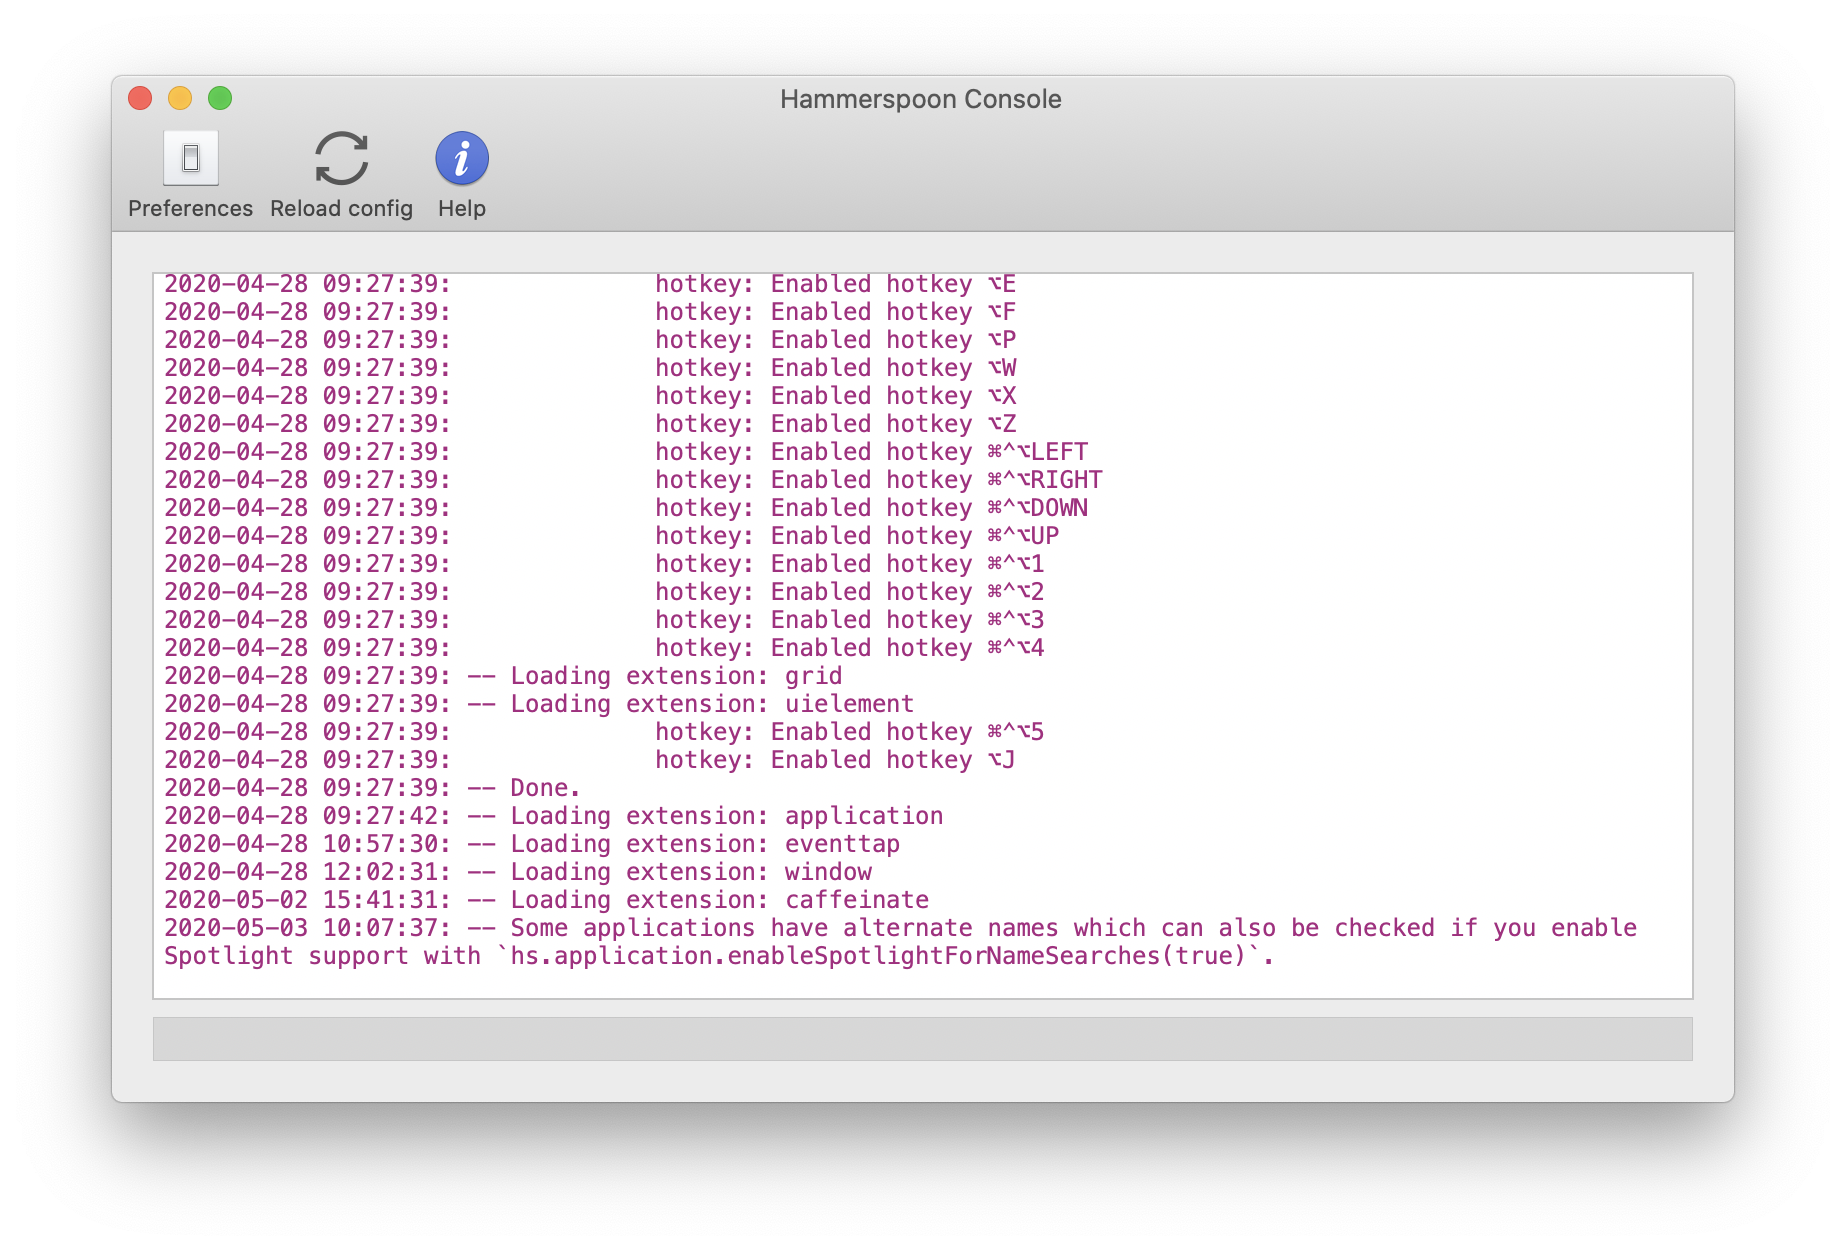 Hammerspoon Console
Preferences Reload config Help
2020-04-28 09:27:39:              hotkey: Enabled hotkey ⌥E
2020-04-28 09:27:39:              hotkey: Enabled hotkey ⌥F
2020-04-28 09:27:39:              hotkey: Enabled hotkey ⌥P
2020-04-28 09:27:39:              hotkey: Enabled hotkey ⌥W
2020-04-28 09:27:39:              hotkey: Enabled hotkey ⌥X
2020-04-28 09:27:39:              hotkey: Enabled hotkey ⌥Z
2020-04-28 09:27:39:              hotkey: Enabled hotkey ⌘^⌥LEFT
2020-04-28 09:27:39:              hotkey: Enabled hotkey ⌘^⌥RIGHT
2020-04-28 09:27:39:              hotkey: Enabled hotkey ⌘^⌥DOWN
2020-04-28 09:27:39:              hotkey: Enabled hotkey ⌘^⌥UP
2020-04-28 09:27:39:              hotkey: Enabled hotkey ⌘^⌥1
2020-04-28 09:27:39:              hotkey: Enabled hotkey ⌘^⌥2
2020-04-28 09:27:39:              hotkey: Enabled hotkey ⌘^⌥3
2020-04-28 09:27:39:              hotkey: Enabled hotkey ⌘^⌥4
2020-04-28 09:27:39: -- Loading extension: grid
2020-04-28 09:27:39: -- Loading extension: uielement
2020-04-28 09:27:39:              hotkey: Enabled hotkey ⌘^⌥5
2020-04-28 09:27:39:              hotkey: Enabled hotkey ⌥J
2020-04-28 09:27:39: -- Done.
2020-04-28 09:27:42: -- Loading extension: application
2020-04-28 10:57:30: -- Loading extension: eventtap
2020-04-28 12:02:31: -- Loading extension: window
2020-05-02 15:41:31: -- Loading extension: caffeinate
2020-05-03 10:07:37: -- Some applications have alternate names which can also be checked if you enable
Spotlight support with `hs.application.enableSpotlightForNameSearches(true)`.